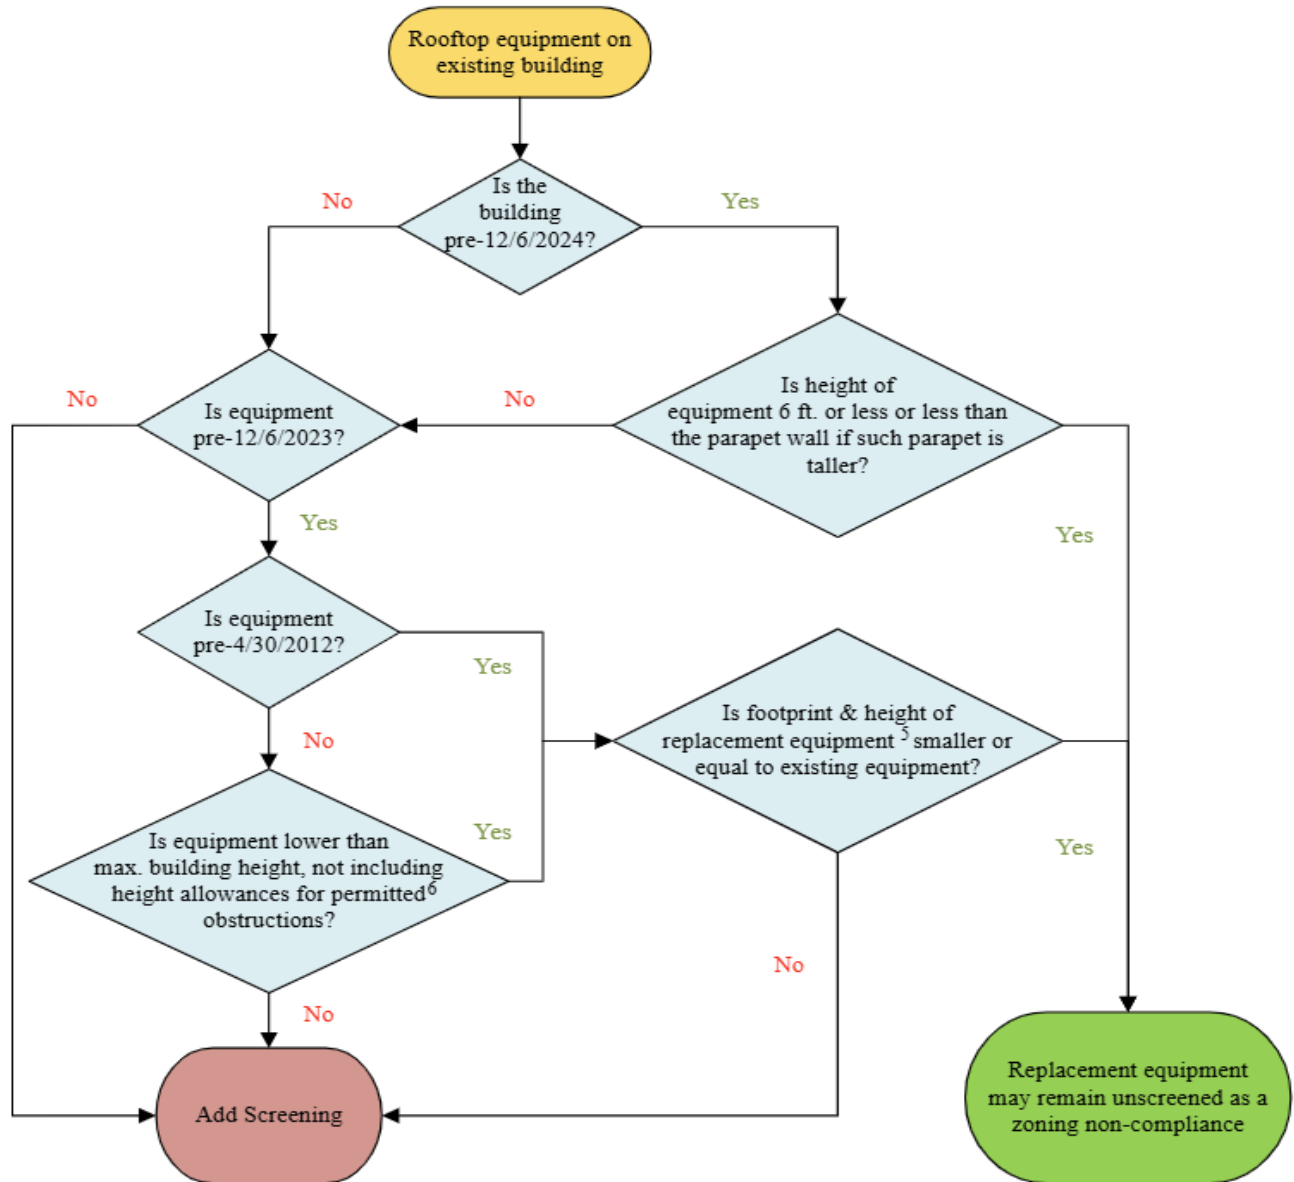 Rooftop equipment on
existing building
Is the
building
pre-12/6/2024?
No
Yes
Is height of
equipment 6 ft. or less or less than
the parapet wall if such parapet is
taller?
No
Yes
Is equipment
pre-12/6/2023?
No
Yes
Is equipment
pre-4/30/2012?
Yes
No
Is footprint & height of
replacement equipment 5 smaller or
equal to existing equipment?
Yes
No
Is equipment lower than
max. building height, not including
height allowances for permitted6
obstructions?
Yes
No
Add Screening
Replacement equipment
may remain unscreened as a
zoning non-compliance